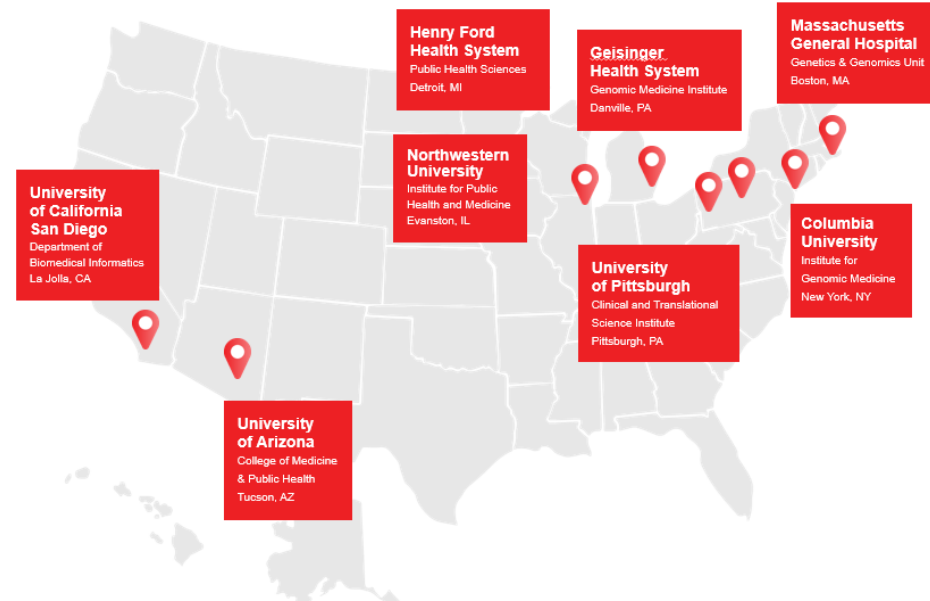 Henry Ford
Health System
Public Health Sciences
Detroit, MI
Geisinger
Health System
Genomic Medicine Institute
Danville, PA
Massachusetts
General Hospital
Genetics & Genomics Unit
Boston, MA
Northwestern
University
Institute for Public
Health and Medicine
Evanston, IL
University
of California
San Diego
Department of
Biomedical Informatics
La Jolla, CA
Columbia
University
Institute for
Genomic Medicine
New York, NY
University
of Pittsburgh
Clinical and Translational
Science Institute
Pittsburgh, PA
University
of Arizona
College of Medicine
& Public Health
Tucson, AZ